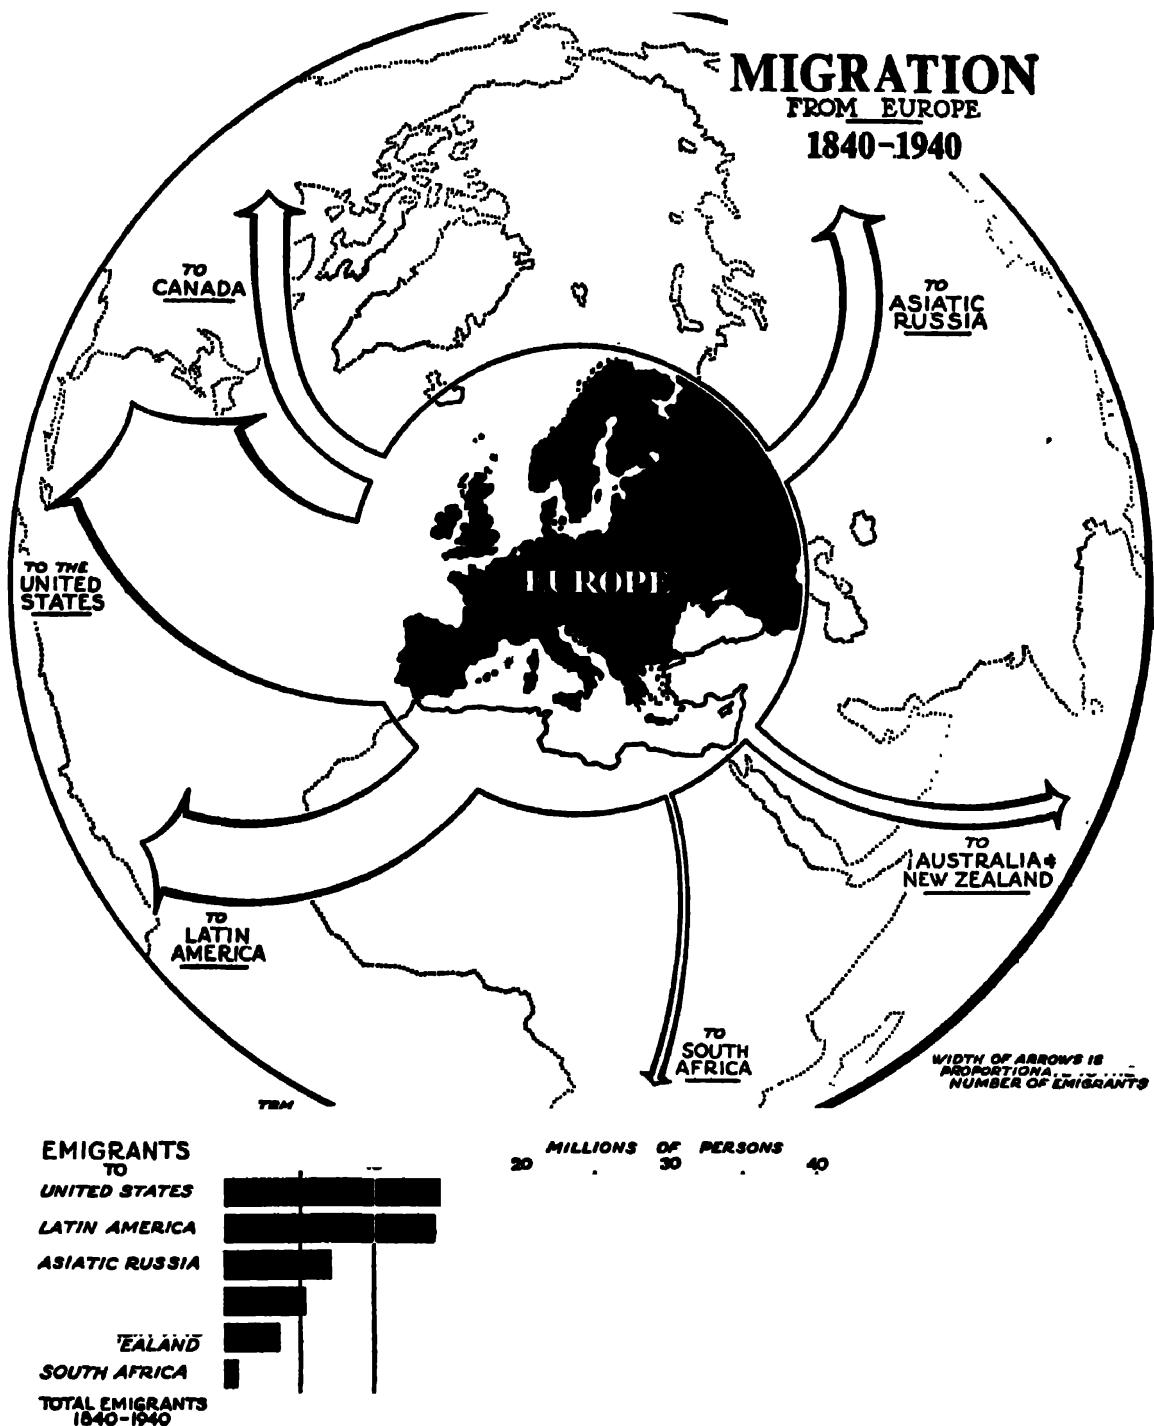 MIGRATION
FROM EUROPE
1840-1940
TO
CANADA
TO
ASIATIC
RUSSIA
TO THE
UNITED
STATES
EUROPE
TO
AUSTRALIA &
NEW ZEALAND
TO
LATIN
AMERICA
TO
SOUTH
AFRICA
WIDTH OF ARROWS IS
NUMBER OF EMIGRANTS
TRM
EMIGRANTS
TO
MILLIONS OF PERSONS
20 30 40
UNITED STATES
LATIN AMERICA
ASIATIC RUSSIA
EALAND
SOUTH AFRICA
TOTAL EMIGRANTS
1840-1940